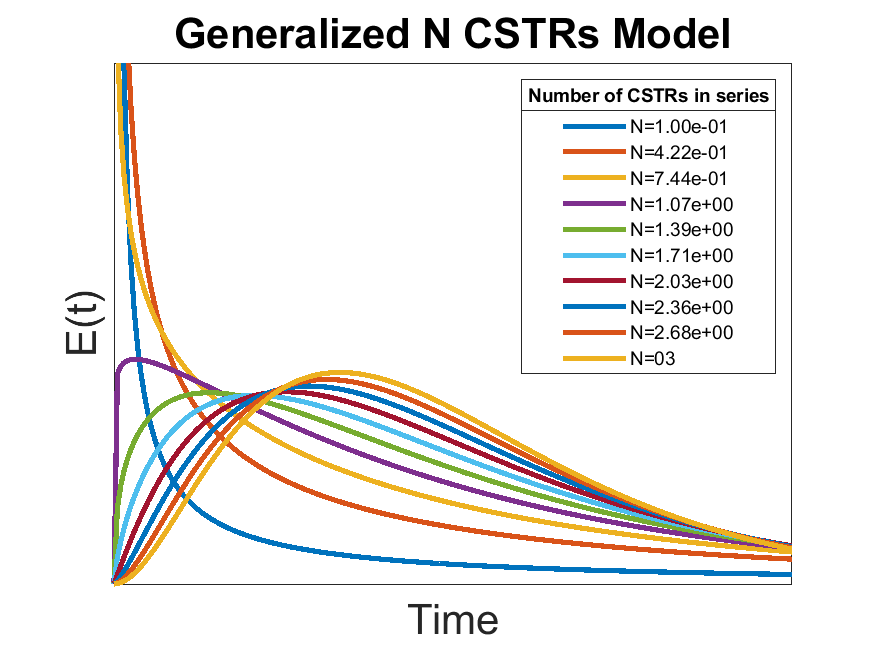 Generalized N CSTRs Model
E(t)
Number of CSTRs in series
N=1.00e-01
N=4.22e-01
N=7.44e-01
N=1.07e+00
N=1.39e+00
N=1.71e+00
N=2.03e+00
N=2.36e+00
N=2.68e+00
N=03
Time